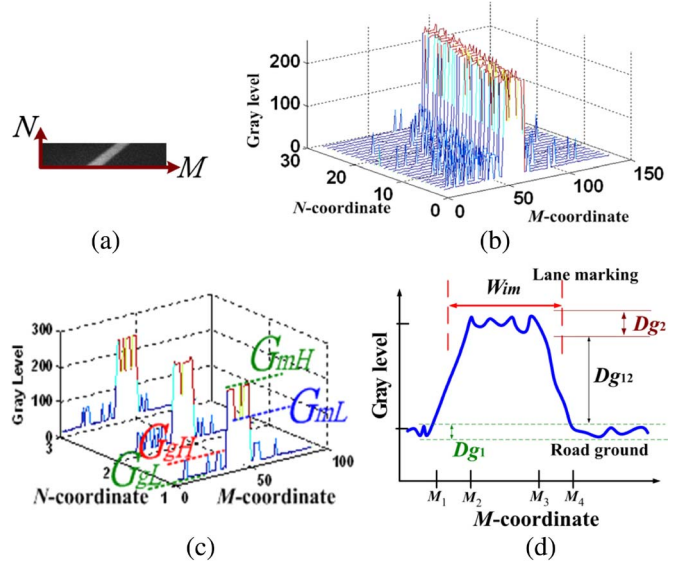 N
M
(a)
Gray level
200
100
0
30
20
10
0
0
50
100
150
N-coordinate
M-coordinate
(b)
Gray Level
300
200
100
0
3
2
1
0
50
100
GmH
GmL
GgH
GgL
N-coordinate
M-coordinate
(c)
Lane marking
Wim
Dg2
Dg12
Gray level
Road ground
Dg1
M1 M2 M3 M4
M-coordinate
(d)